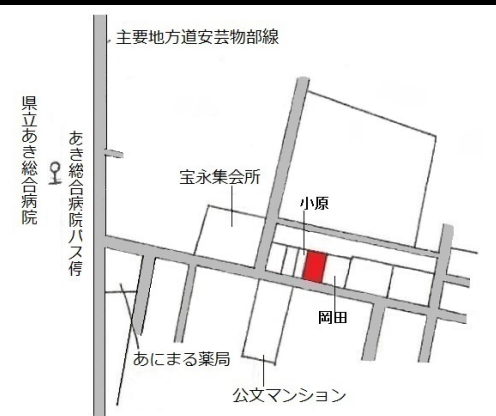 主要地方道安芸物部線
県立あき総合病院
あき総合病院バス停
宝永集会所
小原
岡田
あにまる薬局
公文マンション